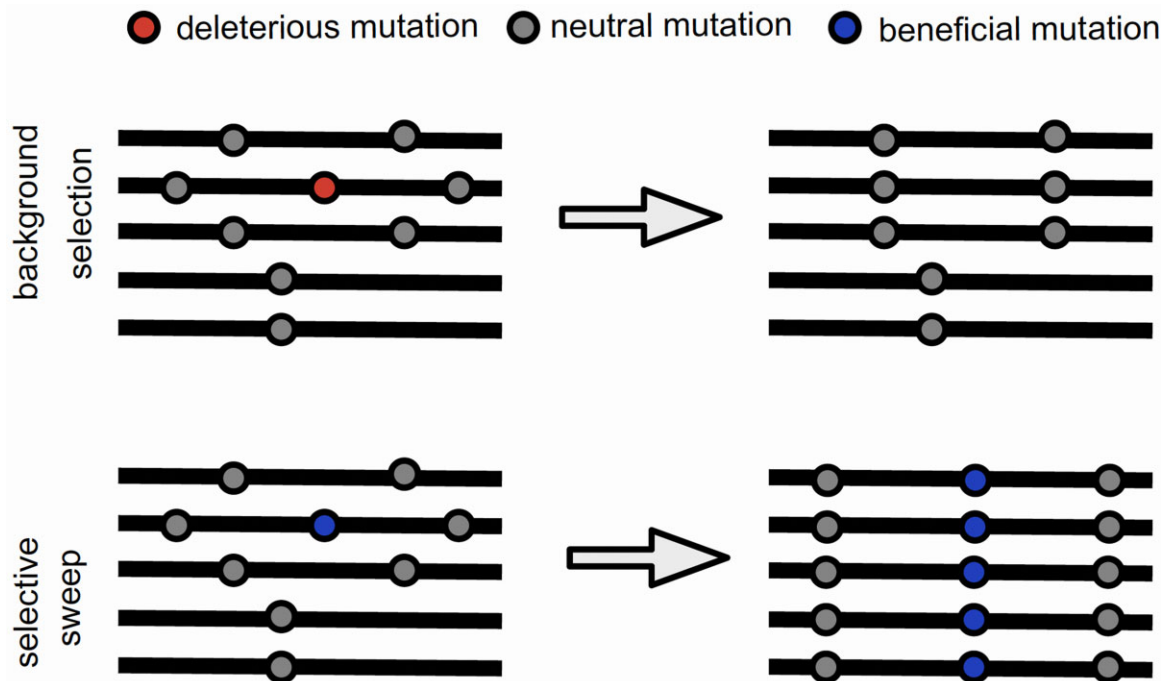 deleterious mutation neutral mutation beneficial mutation
background
selection
selective
sweep